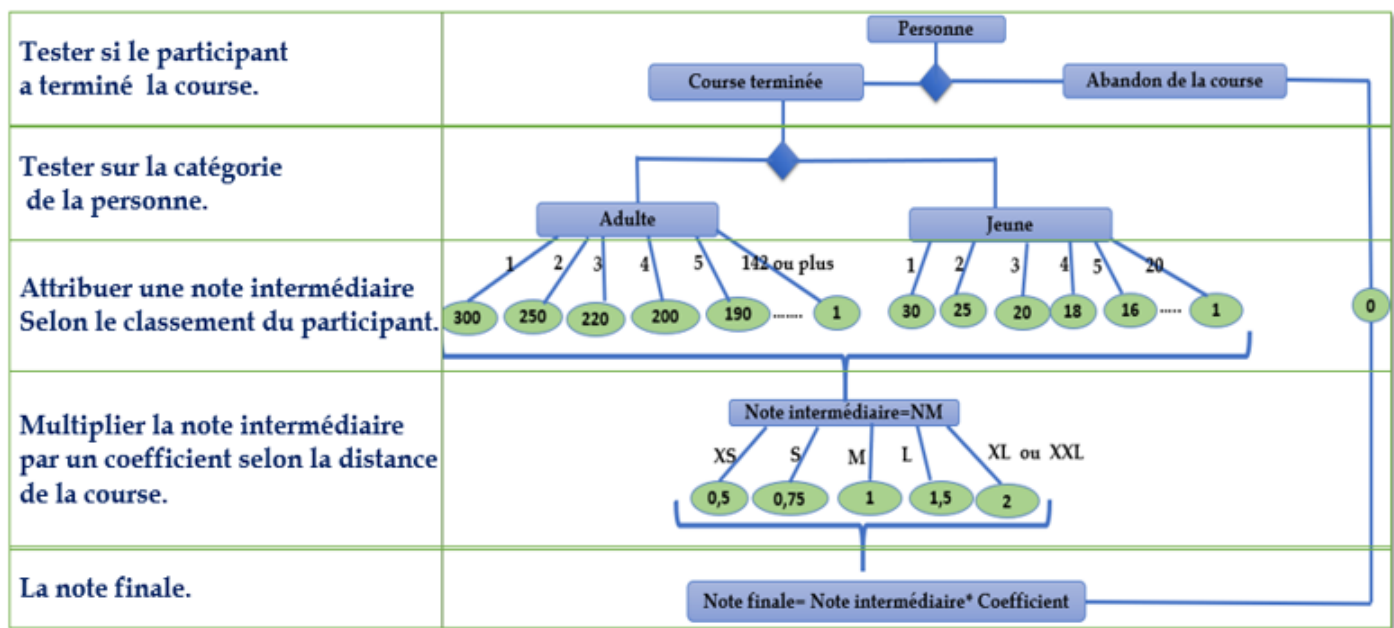 Tester si le participant
a terminé la course.
Personne
Course terminée
Abandon de la course
Tester sur la catégorie
de la personne.
Adulte
Jeune
Attribuer une note intermédiaire
Selon le classement du participant.
1 2 3 4 5 142 ou plus
1 2 3 4 5 20
300 250 220 200 190 ........ 1
30 25 20 18 16 ..... 1
0
Multiplier la note intermédiaire
par un coefficient selon la distance
de la course.
Note intermédiaire=NM
XS S M L XL ou XXL
0,5 0,75 1 1,5 2
La note finale.
Note finale= Note intermédiaire* Coefficient